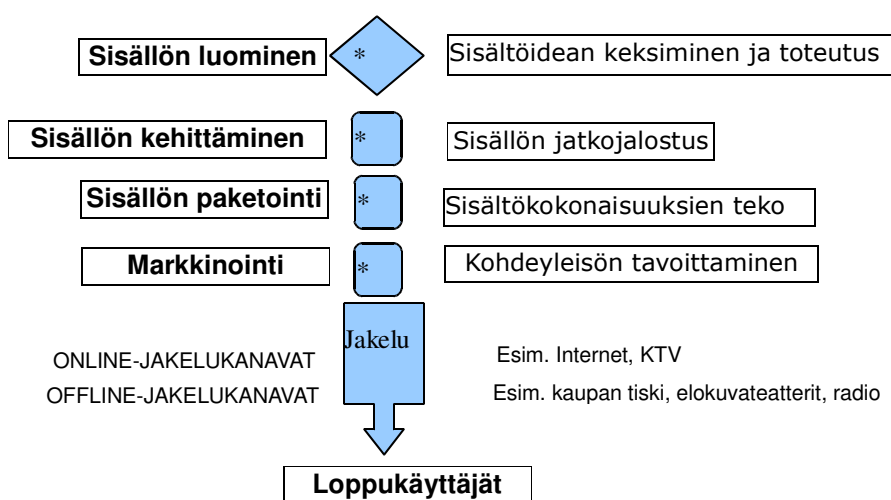 Sisällön luominen * Sisältöidean keksiminen ja toteutus
Sisällön kehittäminen * Sisällön jatkojalostus
Sisällön paketointi * Sisältökokonaisuuksien teko
Markkinointi * Kohdeyleisön tavoittaminen
Jakelu
ONLINE-JAKELUKANAVAT Esim. Internet, KTV
OFFLINE-JAKELUKANAVAT Esim. kaupan tiski, elokuvateatterit, radio
Loppukäyttäjät